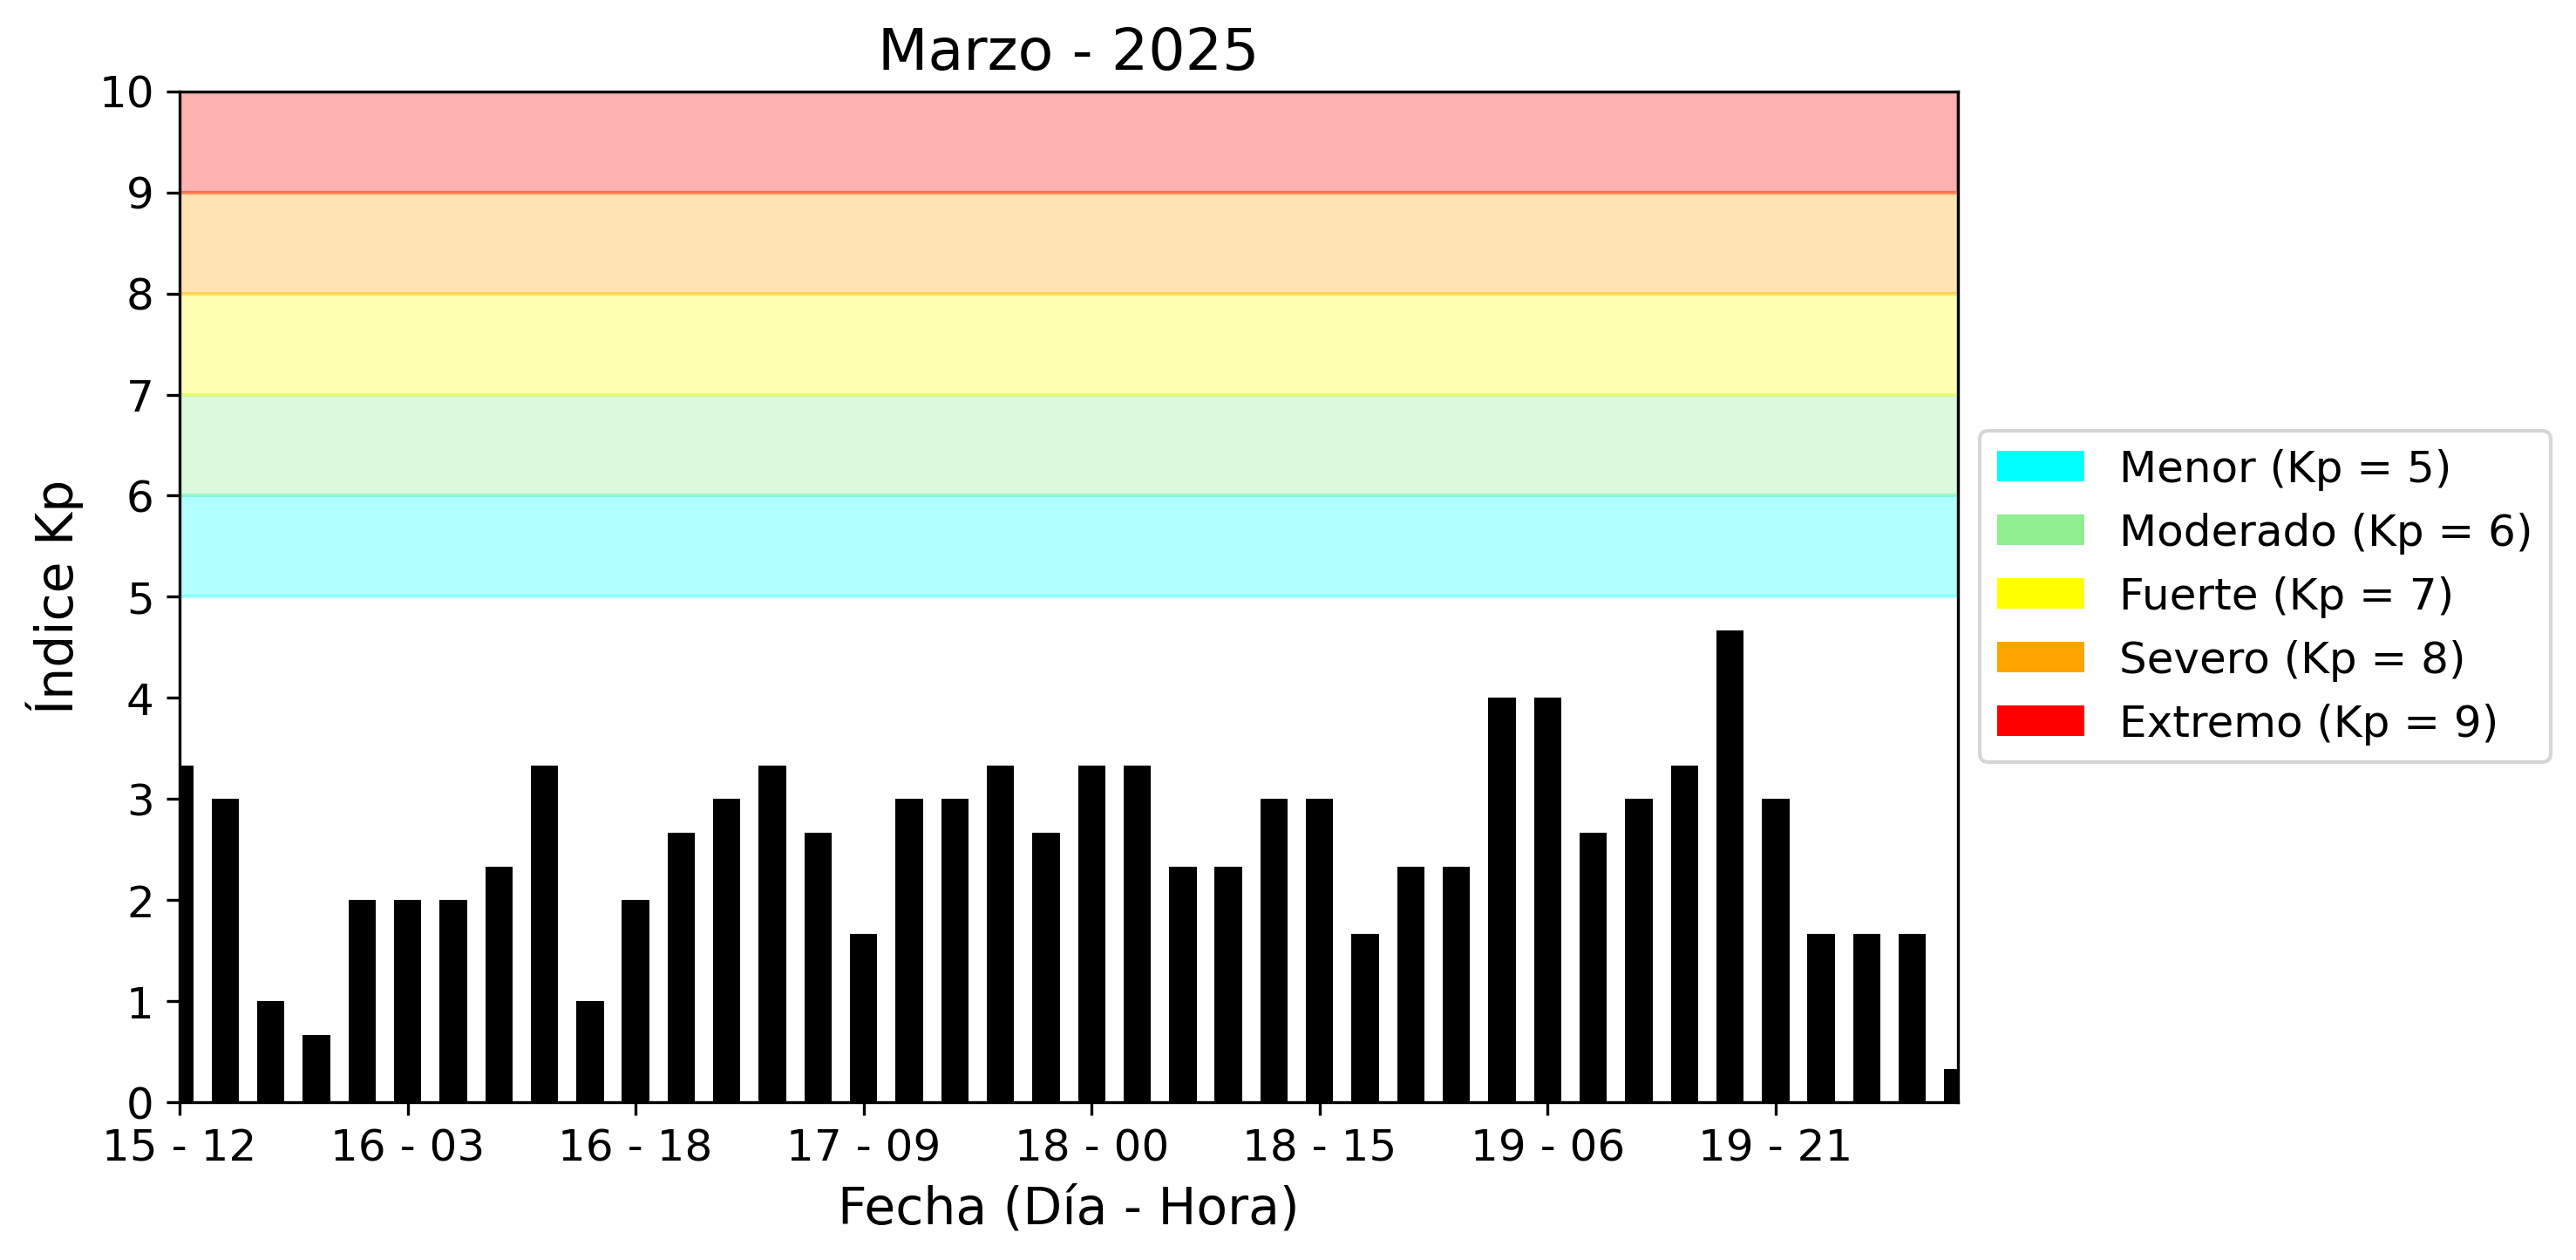 Marzo - 2025
10
9
8
7
6
5
4
3
2
1
0
Índice Kp
15 - 12
16 - 03
16 - 18
17 - 09
18 - 00
18 - 15
19 - 06
19 - 21
Fecha (Día - Hora)
Menor (Kp = 5)
Moderado (Kp = 6)
Fuerte (Kp = 7)
Severo (Kp = 8)
Extremo (Kp = 9)